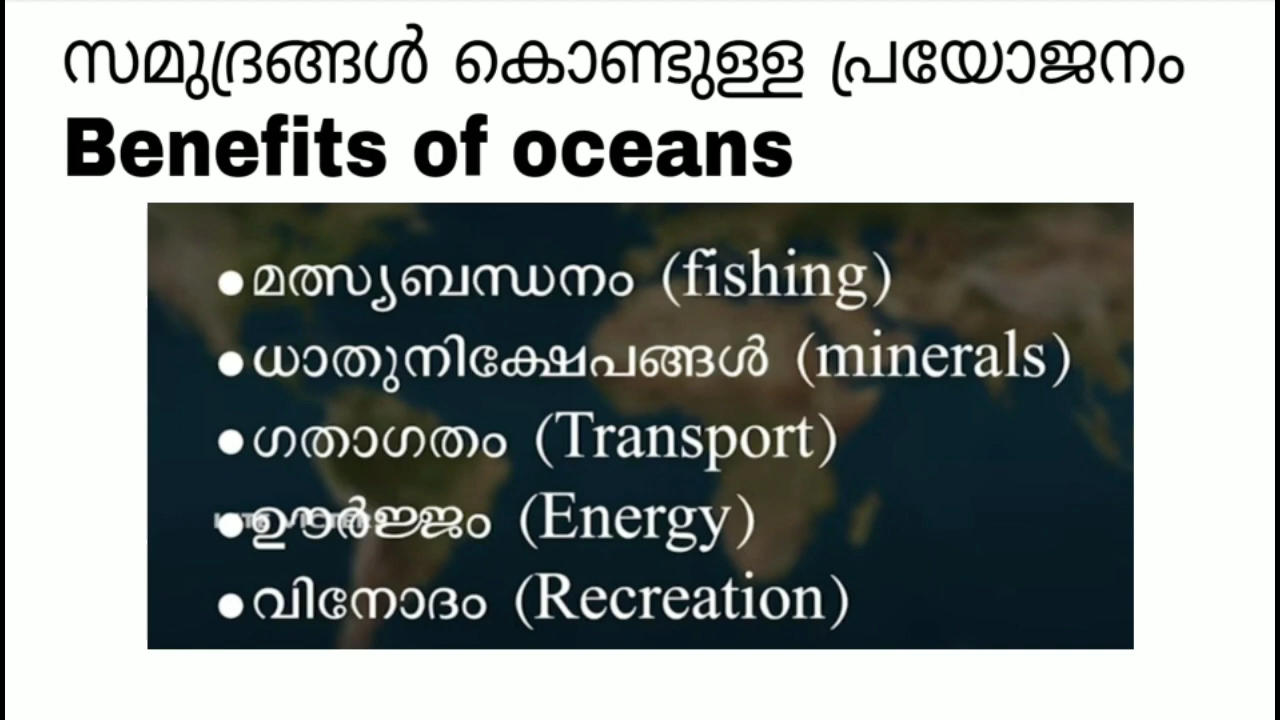 സമുദ്രങ്ങൾ കൊണ്ടുള്ള പ്രയോജനം
Benefits of oceans
•മത്സ്യബന്ധനം (fishing)
•ധാതുനിക്ഷേപങ്ങൾ (minerals)
•ഗതാഗതം (Transport)
•ഊർജ്ജം (Energy)
•വിനോദം (Recreation)